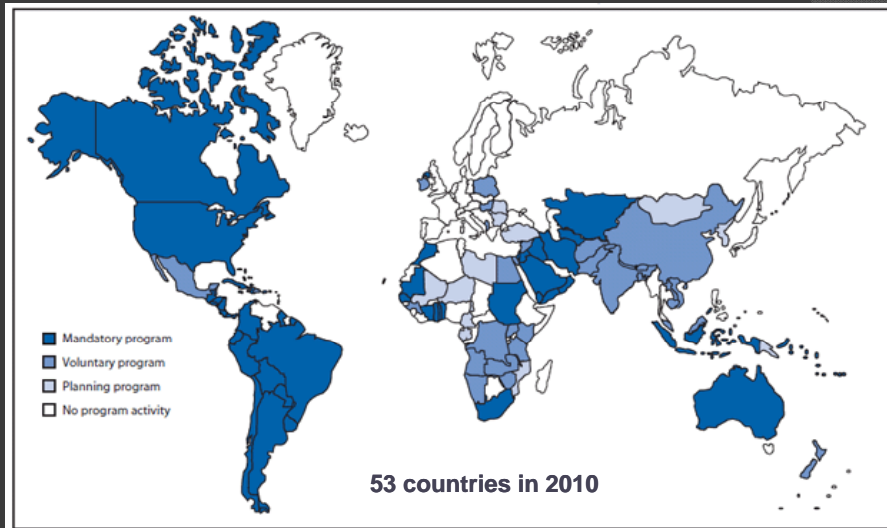 Mandatory program
Voluntary program
Planning program
No program activity
53 countries in 2010